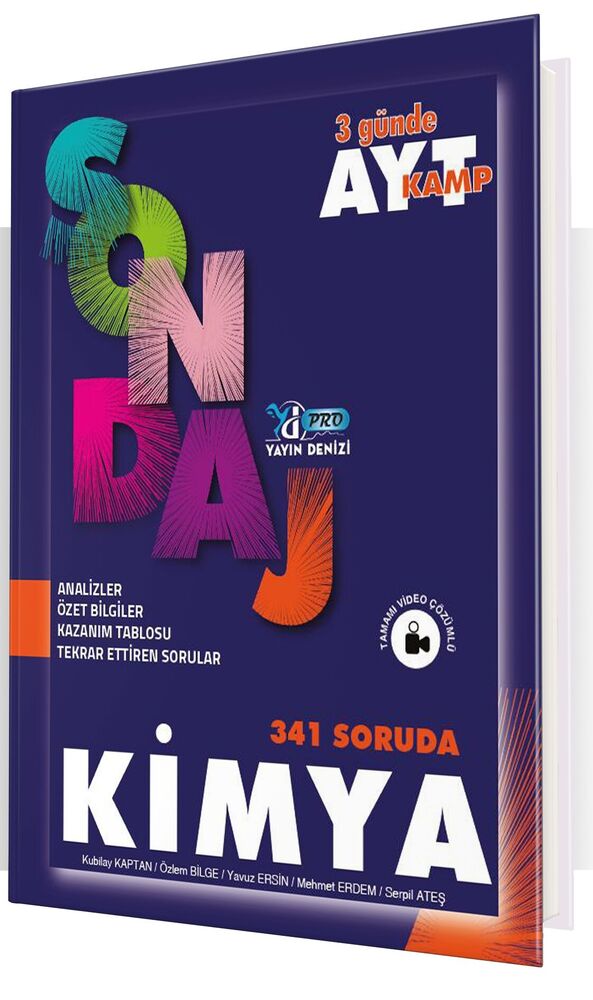 3 günde
AYT
KAMP
SONDAJ
PRO
YAYIN DENİZİ
ANALİZLER
ÖZET BİLGİLER
KAZANIM TABLOSU
TEKRAR ETTİREN SORULAR
TAMAMI VİDEO ÇÖZÜMLÜ
341 SORUDA
KİMYA
Kubilay KAPTAN / Özlem BİLGE / Yavuz ERSİN / Mehmet ERDEM / Serpil ATEŞ